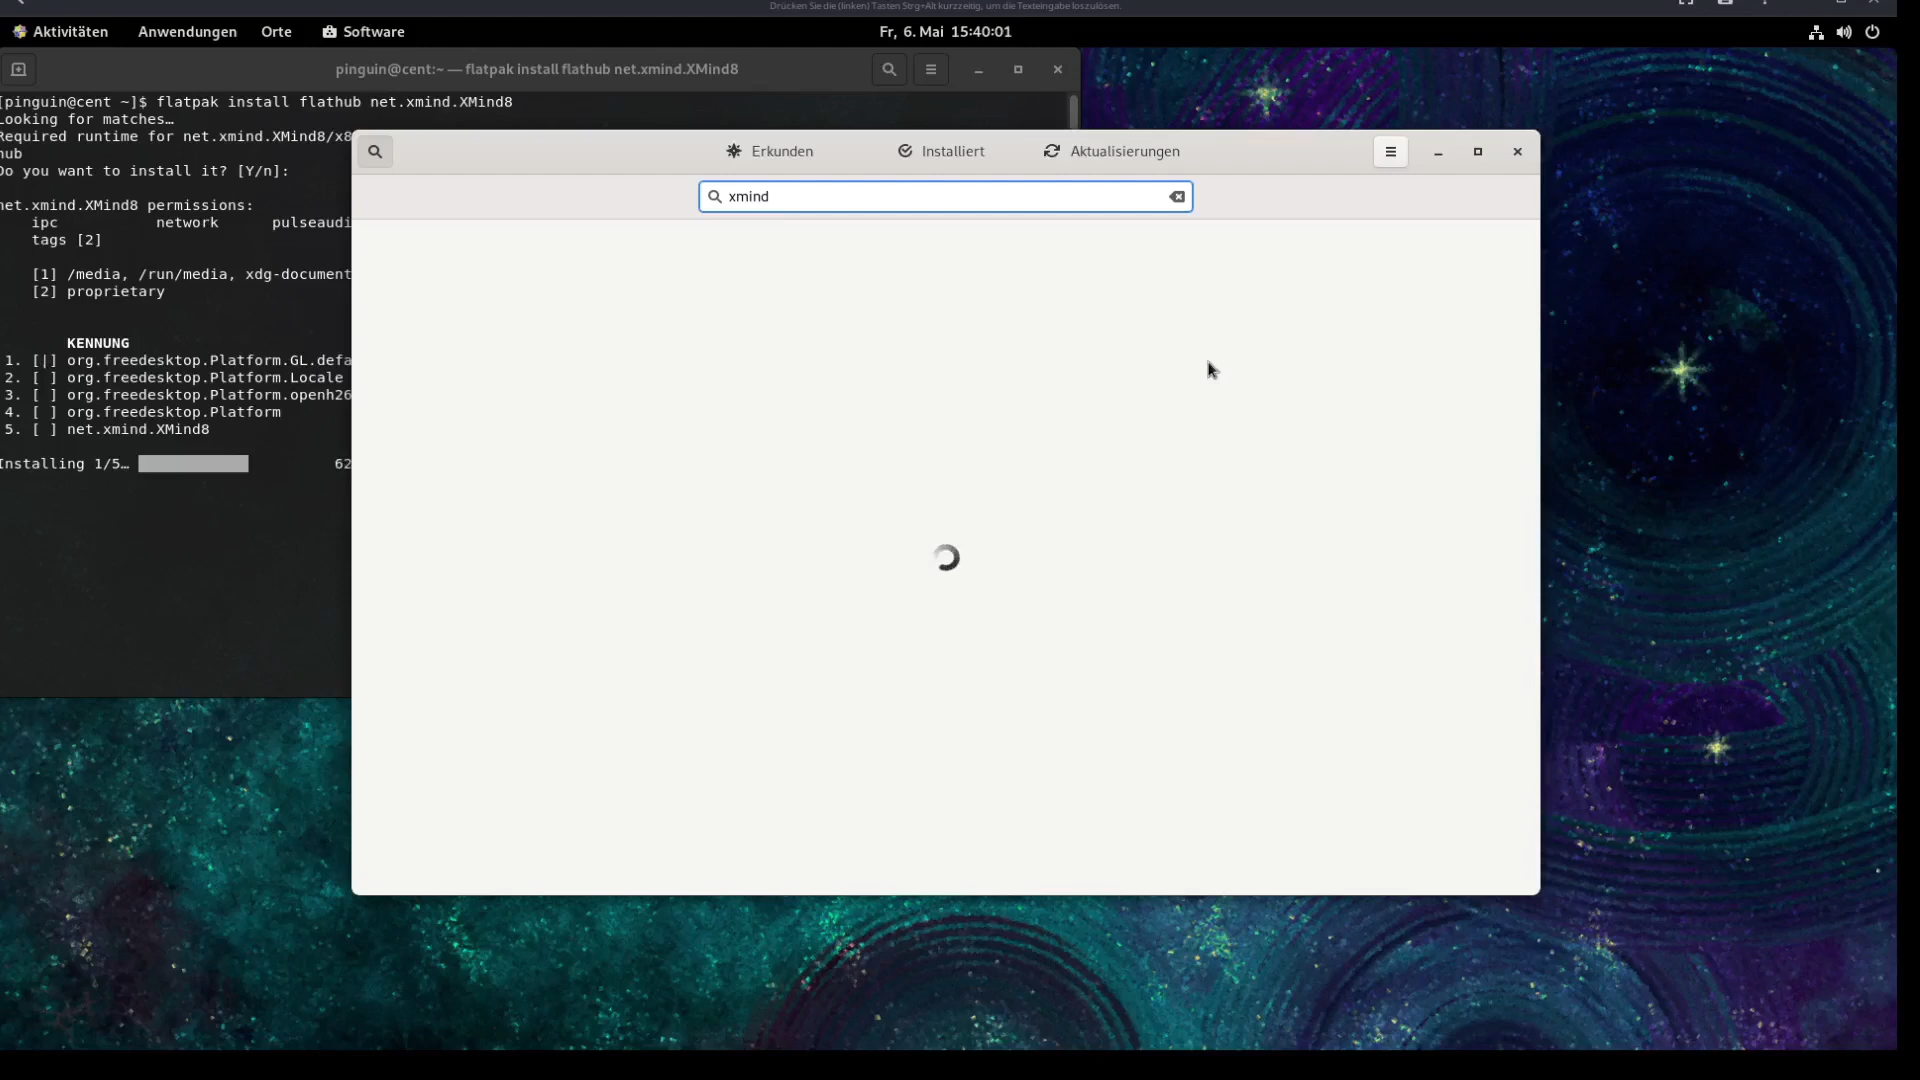 Drücken Sie die (linken) Tasten Strg+Alt kurzzeitig, um die Texteingabe loszulösen.
Aktivitäten Anwendungen Orte Software Fr, 6. Mai 15:40:01
pinguin@cent:~ — flatpak install flathub net.xmind.XMind8
[pinguin@cent ~]$ flatpak install flathub net.xmind.XMind8
Looking for matches…
Required runtime for net.xmind.XMind8/x8
hub
Do you want to install it? [Y/n]:
net.xmind.XMind8 permissions:
ipc network pulseaudi
tags [2]
[1] /media, /run/media, xdg-document
[2] proprietary
KENNUNG
1. [|] org.freedesktop.Platform.GL.defa
2. [ ] org.freedesktop.Platform.Locale
3. [ ] org.freedesktop.Platform.openh26
4. [ ] org.freedesktop.Platform
5. [ ] net.xmind.XMind8
Installing 1/5… 62
Erkunden Installiert Aktualisierungen
xmind